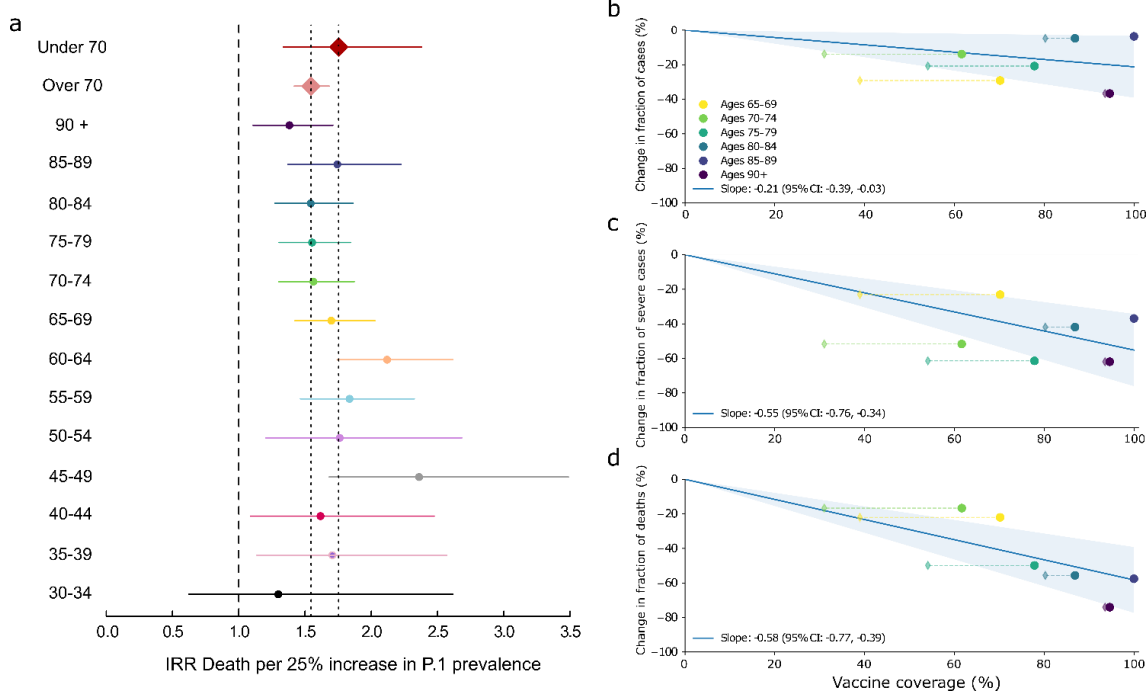 a
Under 70
Over 70
90 +
85-89
80-84
75-79
70-74
65-69
60-64
55-59
50-54
45-49
40-44
35-39
30-34
0.0 0.5 1.0 1.5 2.0 2.5 3.0 3.5
IRR Death per 25% increase in P.1 prevalence
b
Change in fraction of cases (%)
0
−20
−40
−60
−80
−100
Ages 65-69
Ages 70-74
Ages 75-79
Ages 80-84
Ages 85-89
Ages 90+
Slope: -0.21 (95%CI: -0.39, -0.03)
0 20 40 60 80 100
c
Change in fraction of severe cases (%)
0
−20
−40
−60
−80
−100
Slope: -0.55 (95%CI: -0.76, -0.34)
0 20 40 60 80 100
d
Change in fraction of deaths (%)
0
−20
−40
−60
−80
−100
Slope: -0.58 (95%CI: -0.77, -0.39)
0 20 40 60 80 100
Vaccine coverage (%)